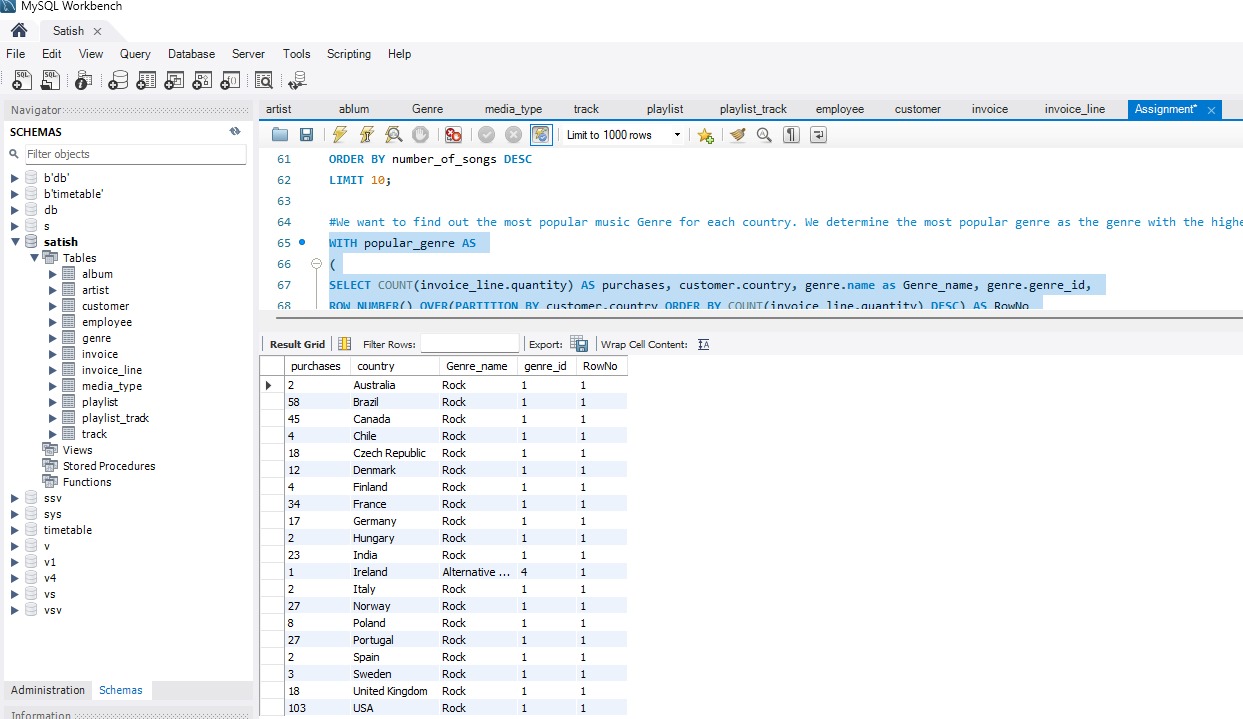 MySQL Workbench
Satish
File Edit View Query Database Server Tools Scripting Help
Navigator
SCHEMAS
Filter objects
b'db'
b'timetable'
db
s
satish
Tables
album
artist
customer
employee
genre
invoice
invoice_line
media_type
playlist
playlist_track
track
Views
Stored Procedures
Functions
ssv
sys
timetable
v
v1
v4
vs
vsv
Administration Schemas
Information
artist ablum Genre media_type track playlist playlist_track employee customer invoice invoice_line Assignment*
Limit to 1000 rows
61 ORDER BY number_of_songs DESC
62 LIMIT 10;
63
64 #We want to find out the most popular music Genre for each country. We determine the most popular genre as the genre with the highe
65 WITH popular_genre AS
66 (
67 SELECT COUNT(invoice_line.quantity) AS purchases, customer.country, genre.name as Genre_name, genre.genre_id,
68 ROW_NUMBER() OVER(PARTITION BY customer.country ORDER BY COUNT(invoice_line.quantity) DESC) AS RowNo
Result Grid Filter Rows: Export: Wrap Cell Content:
purchases country Genre_name genre_id RowNo
2 Australia Rock 1 1
58 Brazil Rock 1 1
45 Canada Rock 1 1
4 Chile Rock 1 1
18 Czech Republic Rock 1 1
12 Denmark Rock 1 1
4 Finland Rock 1 1
34 France Rock 1 1
17 Germany Rock 1 1
2 Hungary Rock 1 1
23 India Rock 1 1
1 Ireland Alternative ... 4 1
2 Italy Rock 1 1
27 Norway Rock 1 1
8 Poland Rock 1 1
27 Portugal Rock 1 1
2 Spain Rock 1 1
3 Sweden Rock 1 1
18 United Kingdom Rock 1 1
103 USA Rock 1 1